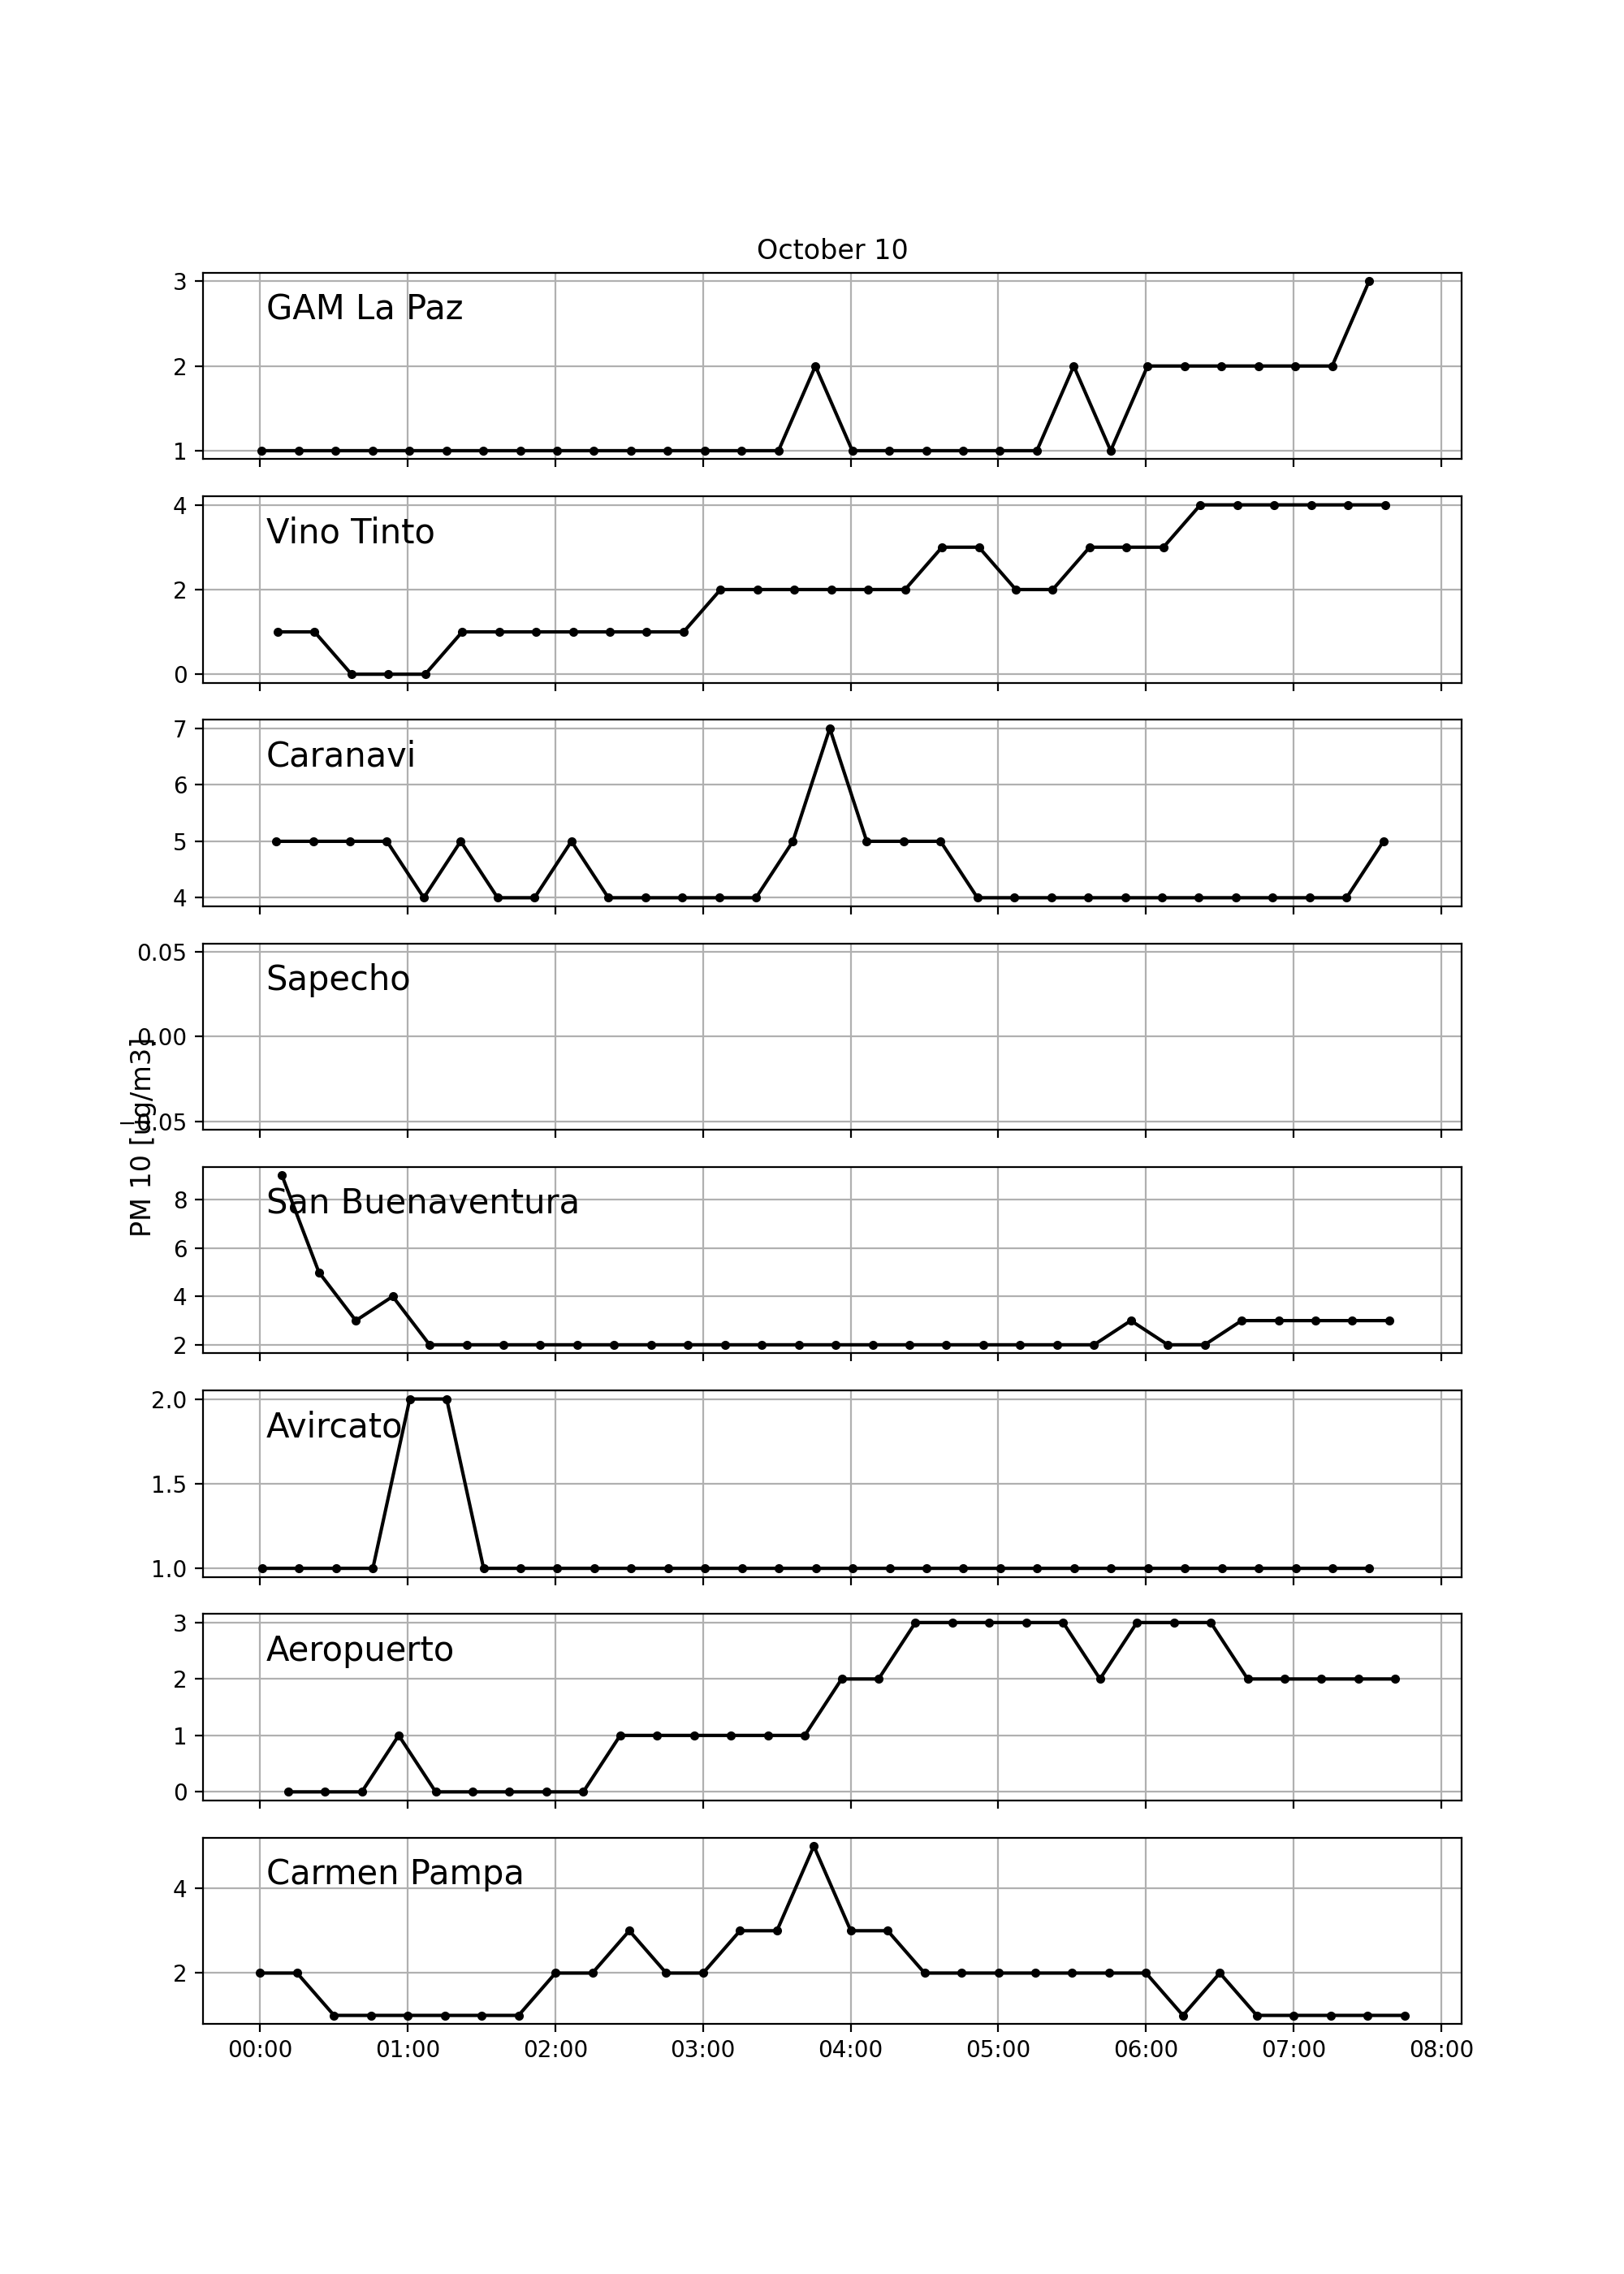 October 10
3
GAM La Paz
2
1
4
Vino Tinto
2
0
7
Caranavi
6
5
4
0.05
Sapecho
0.00
−0.05
PM 10 [ug/m3]
San Buenaventura
8
6
4
2
2.0
Avircato
1.5
1.0
3
Aeropuerto
2
1
0
Carmen Pampa
4
2
00:00 01:00 02:00 03:00 04:00 05:00 06:00 07:00 08:00